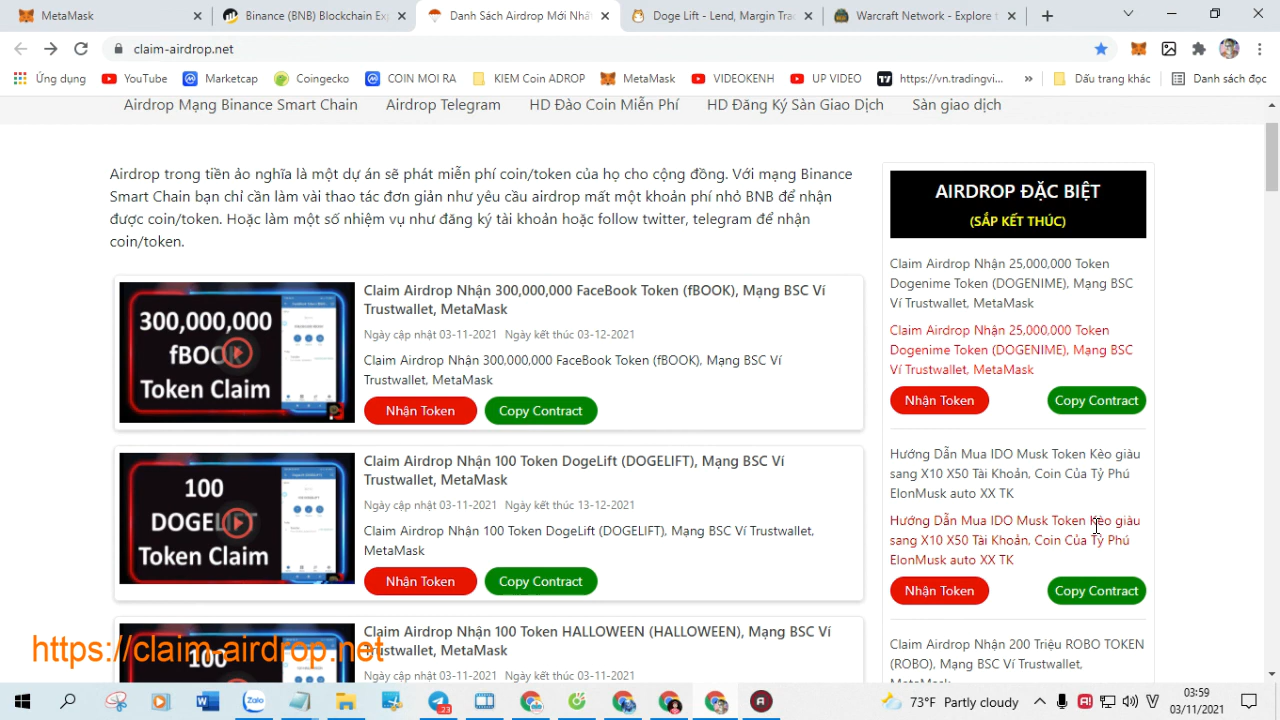 MetaMask
Binance (BNB) Blockchain Ex
Danh Sách Airdrop Mới Nhấ
Doge Lift - Lend, Margin Tra
Warcraft Network - Explore t
claim-airdrop.net
Ứng dụng
YouTube
Marketcap
Coingecko
COIN MOI RA
KIEM Coin ADROP
MetaMask
VIDEOKENH
UP VIDEO
https://vn.tradingvi...
Dấu trang khác
Danh sách đọc
Airdrop Mạng Binance Smart Chain
Airdrop Telegram
HD Đào Coin Miễn Phí
HD Đăng Ký Sàn Giao Dịch
Sàn giao dịch
Airdrop trong tiền ảo nghĩa là một dự án sẽ phát miễn phí coin/token của họ cho cộng đồng. Với mạng Binance
Smart Chain bạn chỉ cần làm vài thao tác đơn giản như yêu cầu airdrop mất một khoản phí nhỏ BNB để nhận
được coin/token. Hoặc làm một số nhiệm vụ như đăng ký tài khoản hoặc follow twitter, telegram để nhận
coin/token.
300,000,000
fBOOK
Token Claim
Claim Airdrop Nhận 300,000,000 FaceBook Token (fBOOK), Mạng BSC Ví
Trustwallet, MetaMask
Ngày cập nhật 03-11-2021 Ngày kết thúc 03-12-2021
Claim Airdrop Nhận 300,000,000 FaceBook Token (fBOOK), Mạng BSC Ví
Trustwallet, MetaMask
Nhận Token
Copy Contract
100
DOGELIFT
Token Claim
Claim Airdrop Nhận 100 Token DogeLift (DOGELIFT), Mạng BSC Ví
Trustwallet, MetaMask
Ngày cập nhật 03-11-2021 Ngày kết thúc 13-12-2021
Claim Airdrop Nhận 100 Token DogeLift (DOGELIFT), Mạng BSC Ví Trustwallet,
MetaMask
Nhận Token
Copy Contract
100
Claim Airdrop Nhận 100 Token HALLOWEEN (HALLOWEEN), Mạng BSC Ví
Trustwallet, MetaMask
Ngày cập nhật 03-11-2021 Ngày kết thúc 03-12-2021
https://claim-airdrop.net
AIRDROP ĐẶC BIỆT
(SẮP KẾT THÚC)
Claim Airdrop Nhận 25,000,000 Token
Dogenime Token (DOGENIME), Mạng BSC
Ví Trustwallet, MetaMask
Claim Airdrop Nhận 25,000,000 Token
Dogenime Token (DOGENIME), Mạng BSC
Ví Trustwallet, MetaMask
Nhận Token
Copy Contract
Hướng Dẫn Mua IDO Musk Token Kèo giàu
sang X10 X50 Tài Khoản, Coin Của Tỷ Phú
ElonMusk auto XX TK
Hướng Dẫn Mua IDO Musk Token Kèo giàu
sang X10 X50 Tài Khoản, Coin Của Tỷ Phú
ElonMusk auto XX TK
Nhận Token
Copy Contract
Claim Airdrop Nhận 200 Triệu ROBO TOKEN
(ROBO), Mạng BSC Ví Trustwallet,
MetaMask
Zalo
23
73°F Partly cloudy
03:59
03/11/2021